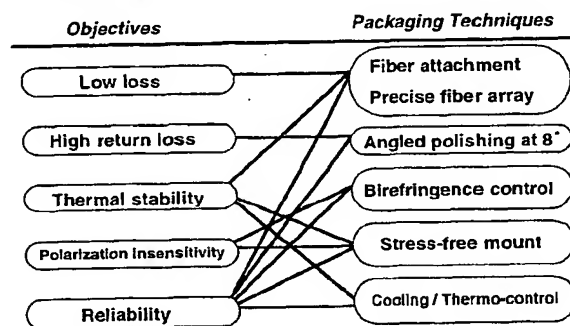 Objectives
Packaging Techniques
Low loss
Fiber attachment
Precise fiber array
High return loss
Angled polishing at 8°
Thermal stability
Birefringence control
Polarization insensitivity
Stress-free mount
Reliability
Cooling / Thermo-control